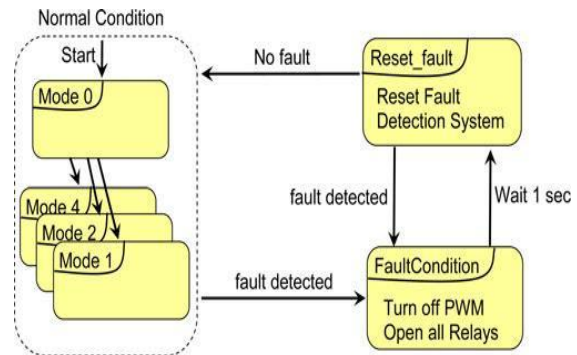 Normal Condition
Start
Mode 0
Mode 4
Mode 2
Mode 1
No fault
fault detected
Reset_fault
Reset Fault
Detection System
fault detected
Wait 1 sec
FaultCondition
Turn off PWM
Open all Relays